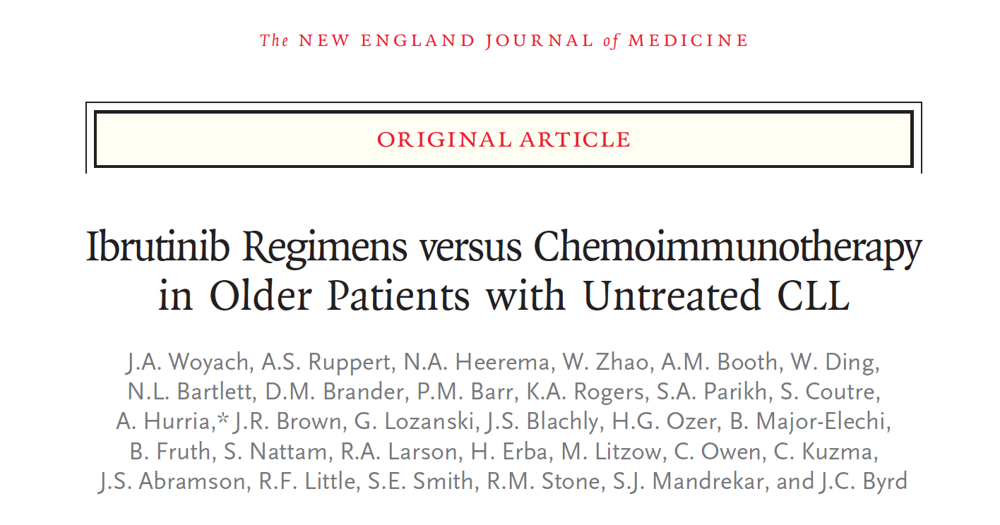 The NEW ENGLAND JOURNAL of MEDICINE
ORIGINAL ARTICLE
Ibrutinib Regimens versus Chemoimmunotherapy
in Older Patients with Untreated CLL
J.A. Woyach, A.S. Ruppert, N.A. Heerema, W. Zhao, A.M. Booth, W. Ding,
N.L. Bartlett, D.M. Brander, P.M. Barr, K.A. Rogers, S.A. Parikh, S. Coutre,
A. Hurria,* J.R. Brown, G. Lozanski, J.S. Blachly, H.G. Ozer, B. Major-Elechi,
B. Fruth, S. Nattam, R.A. Larson, H. Erba, M. Litzow, C. Owen, C. Kuzma,
J.S. Abramson, R.F. Little, S.E. Smith, R.M. Stone, S.J. Mandrekar, and J.C. Byrd